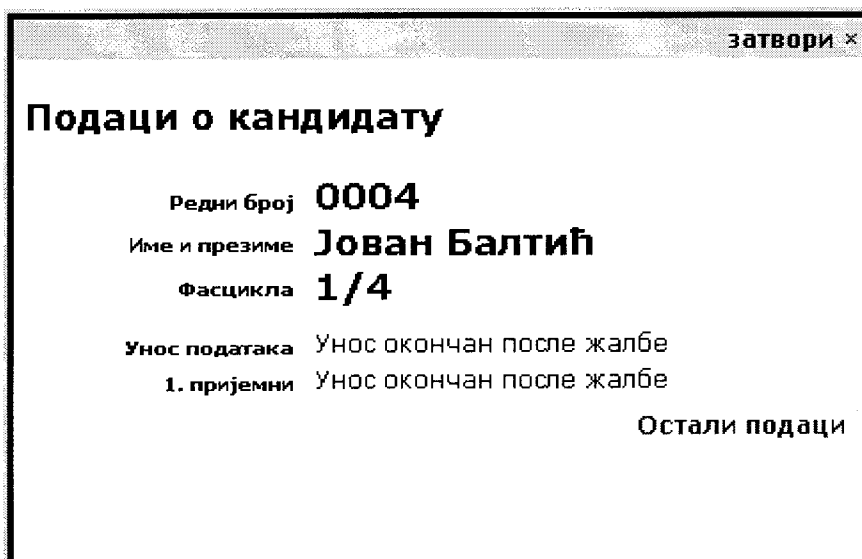 затвори ×
Подаци о кандидату
Редни број 0004
Име и презиме Јован Балтић
Фасцикла 1/4
Унос података Унос окончан после жалбе
1. пријемни Унос окончан после жалбе
Остали подаци